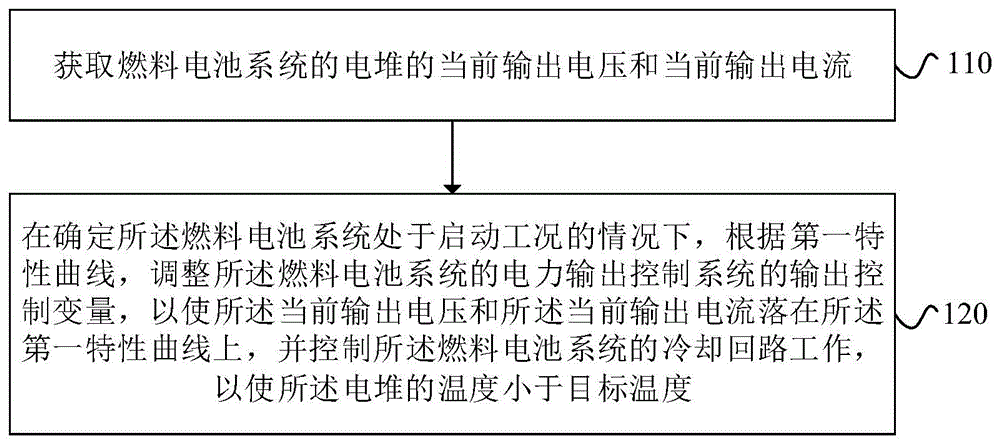 获取燃料电池系统的电堆的当前输出电压和当前输出电流
110
在确定所述燃料电池系统处于启动工况的情况下，根据第一特
性曲线，调整所述燃料电池系统的电力输出控制系统的输出控
制变量，以使所述当前输出电压和所述当前输出电流落在所述
第一特性曲线上，并控制所述燃料电池系统的冷却回路工作，
以使所述电堆的温度小于目标温度
120